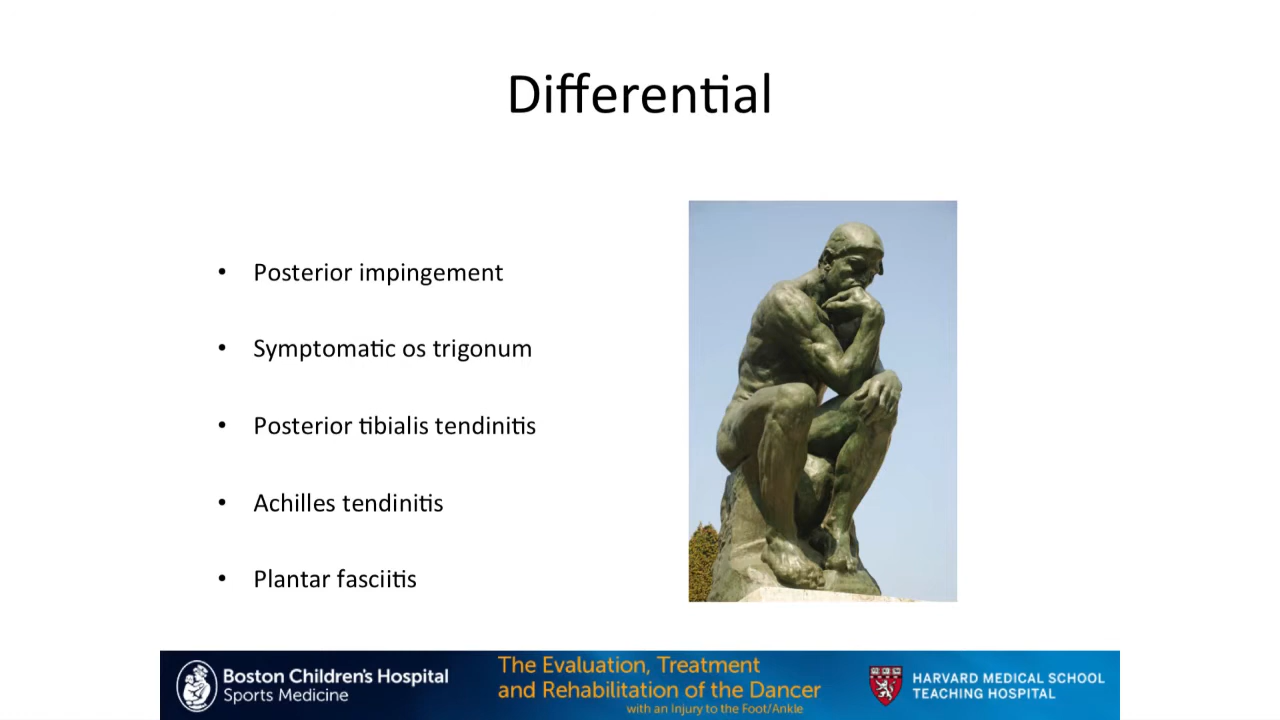 Differential
• Posterior impingement
• Symptomatic os trigonum
• Posterior tibialis tendinitis
• Achilles tendinitis
• Plantar fasciitis
Boston Children's Hospital
Sports Medicine
The Evaluation, Treatment
and Rehabilitation of the Dancer
with an Injury to the Foot/Ankle
HARVARD MEDICAL SCHOOL
TEACHING HOSPITAL